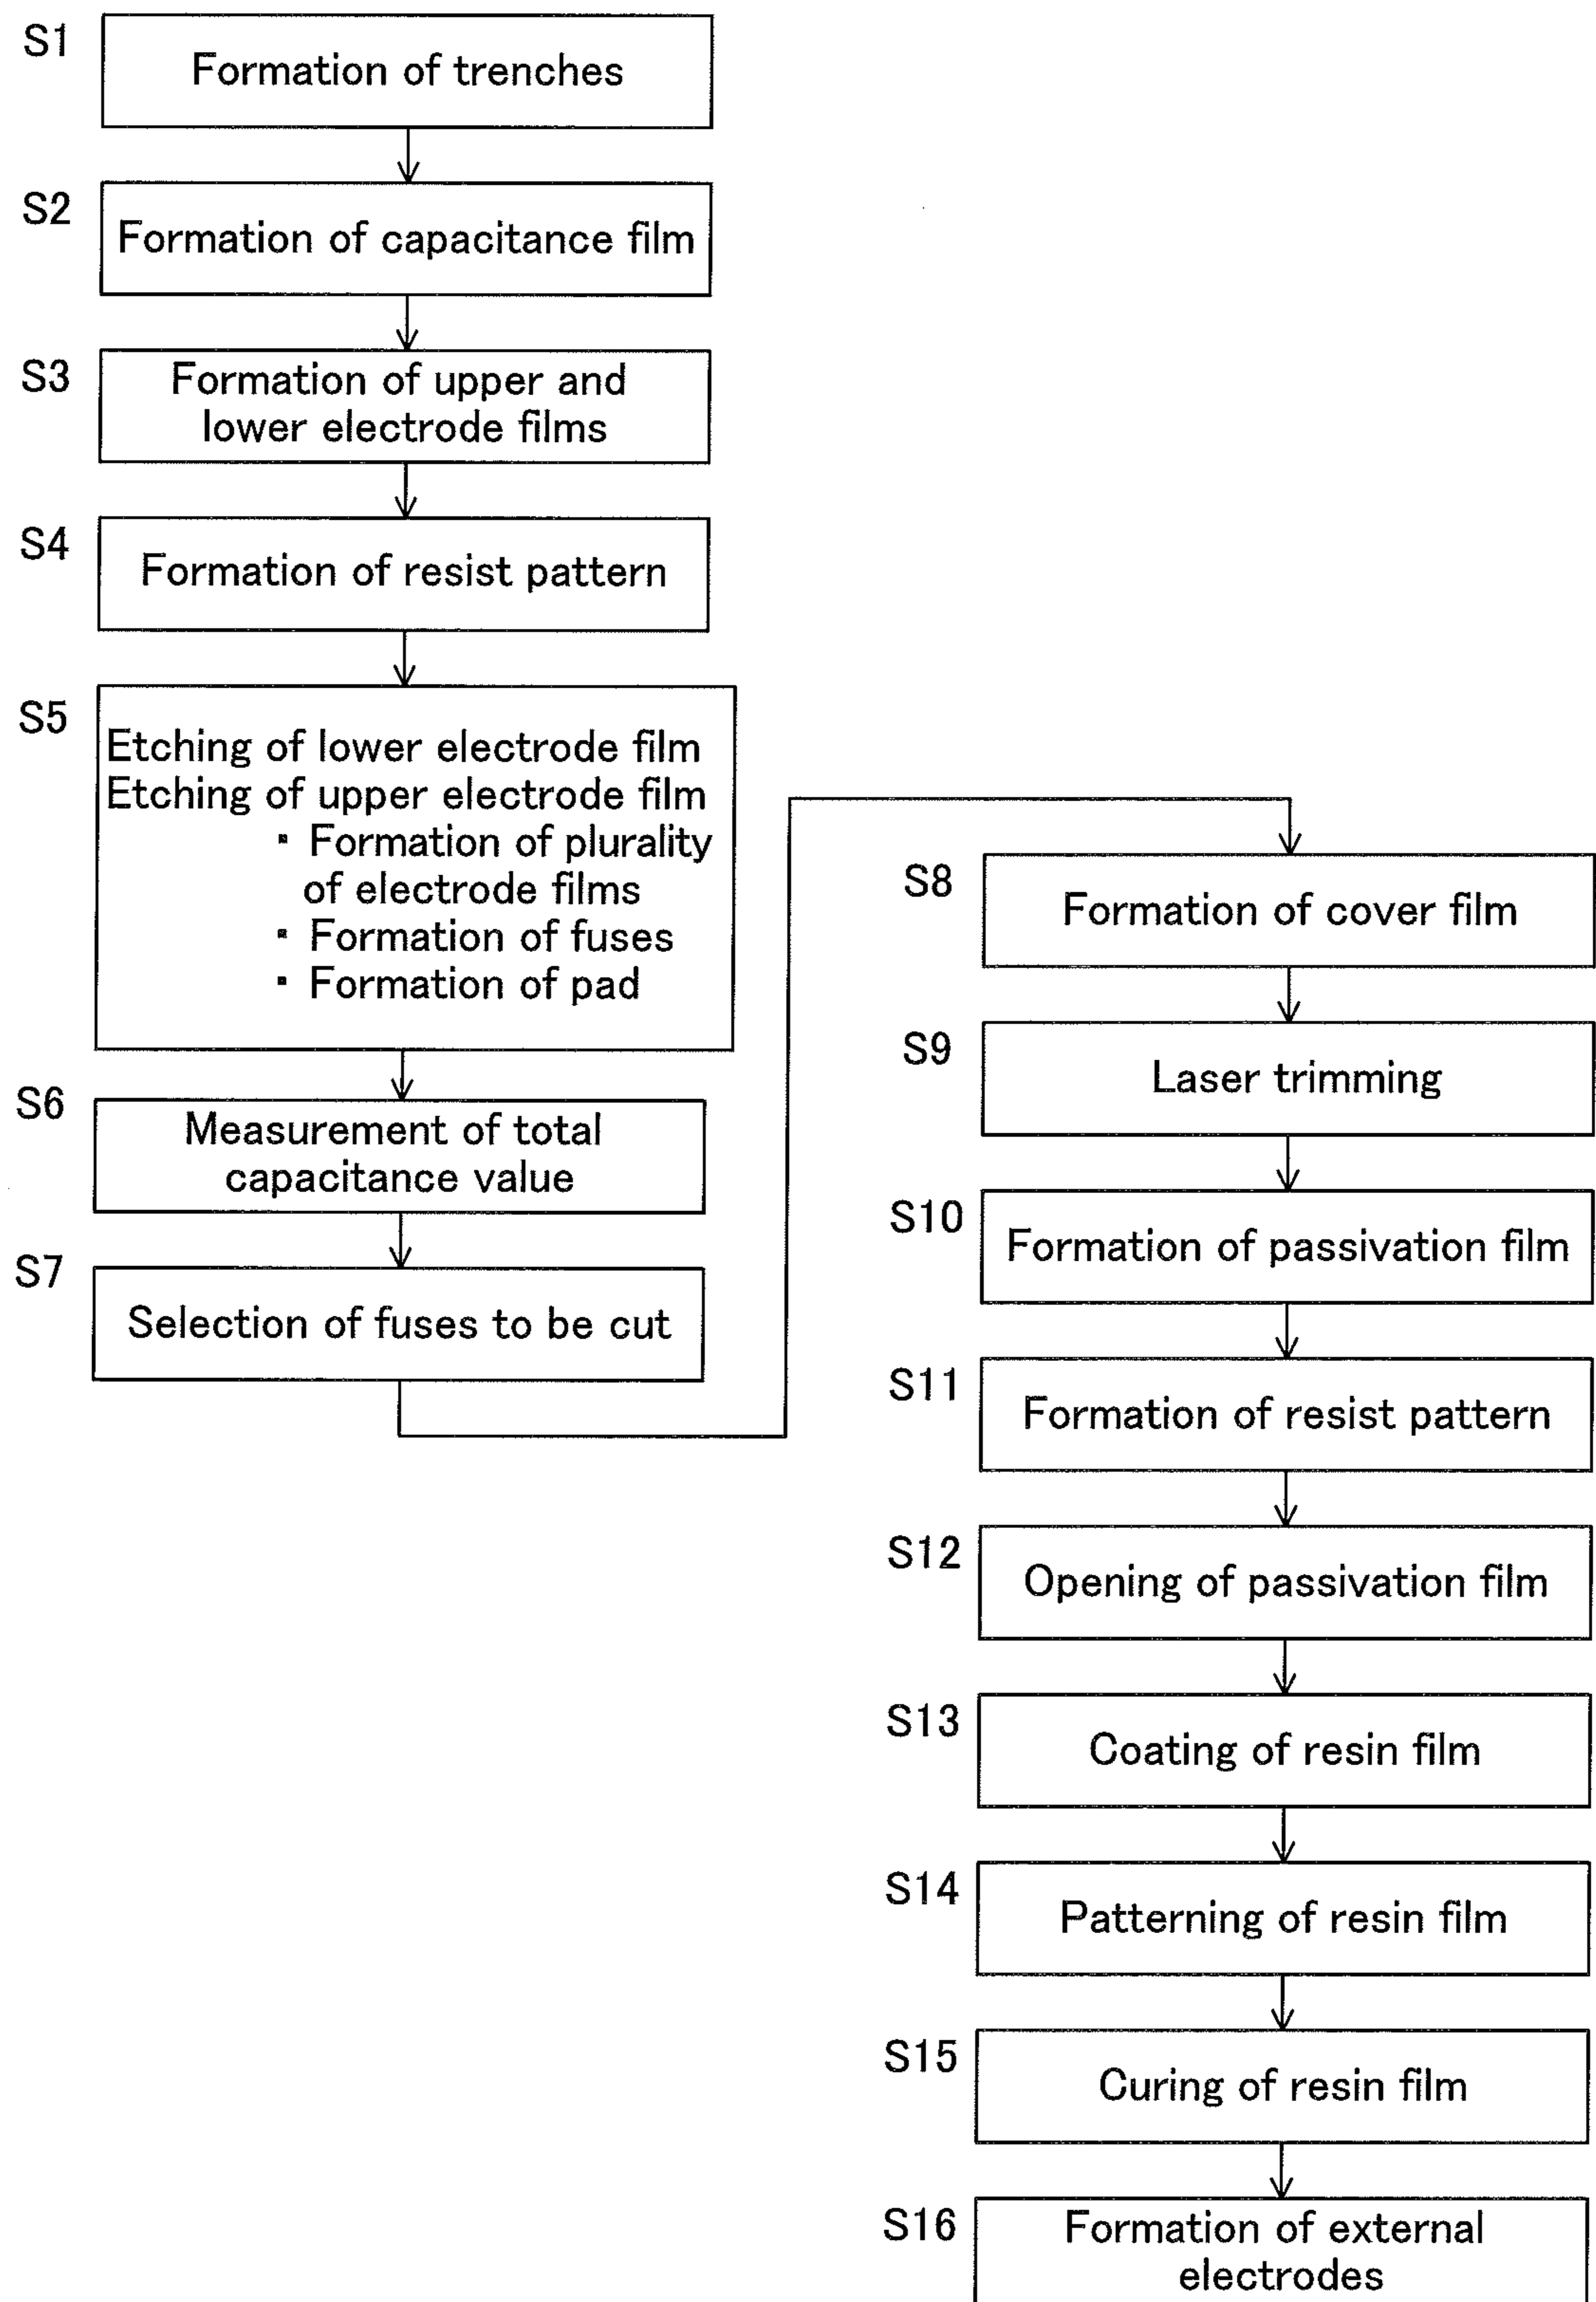 S1
Formation of trenches
S2
Formation of capacitance film
S3
Formation of upper and
lower electrode films
S4
Formation of resist pattern
S5
Etching of lower electrode film
Etching of upper electrode film
・ Formation of plurality
of electrode films
・ Formation of fuses
・ Formation of pad
S6
Measurement of total
capacitance value
S7
Selection of fuses to be cut
S8
Formation of cover film
S9
Laser trimming
S10
Formation of passivation film
S11
Formation of resist pattern
S12
Opening of passivation film
S13
Coating of resin film
S14
Patterning of resin film
S15
Curing of resin film
S16
Formation of external
electrodes